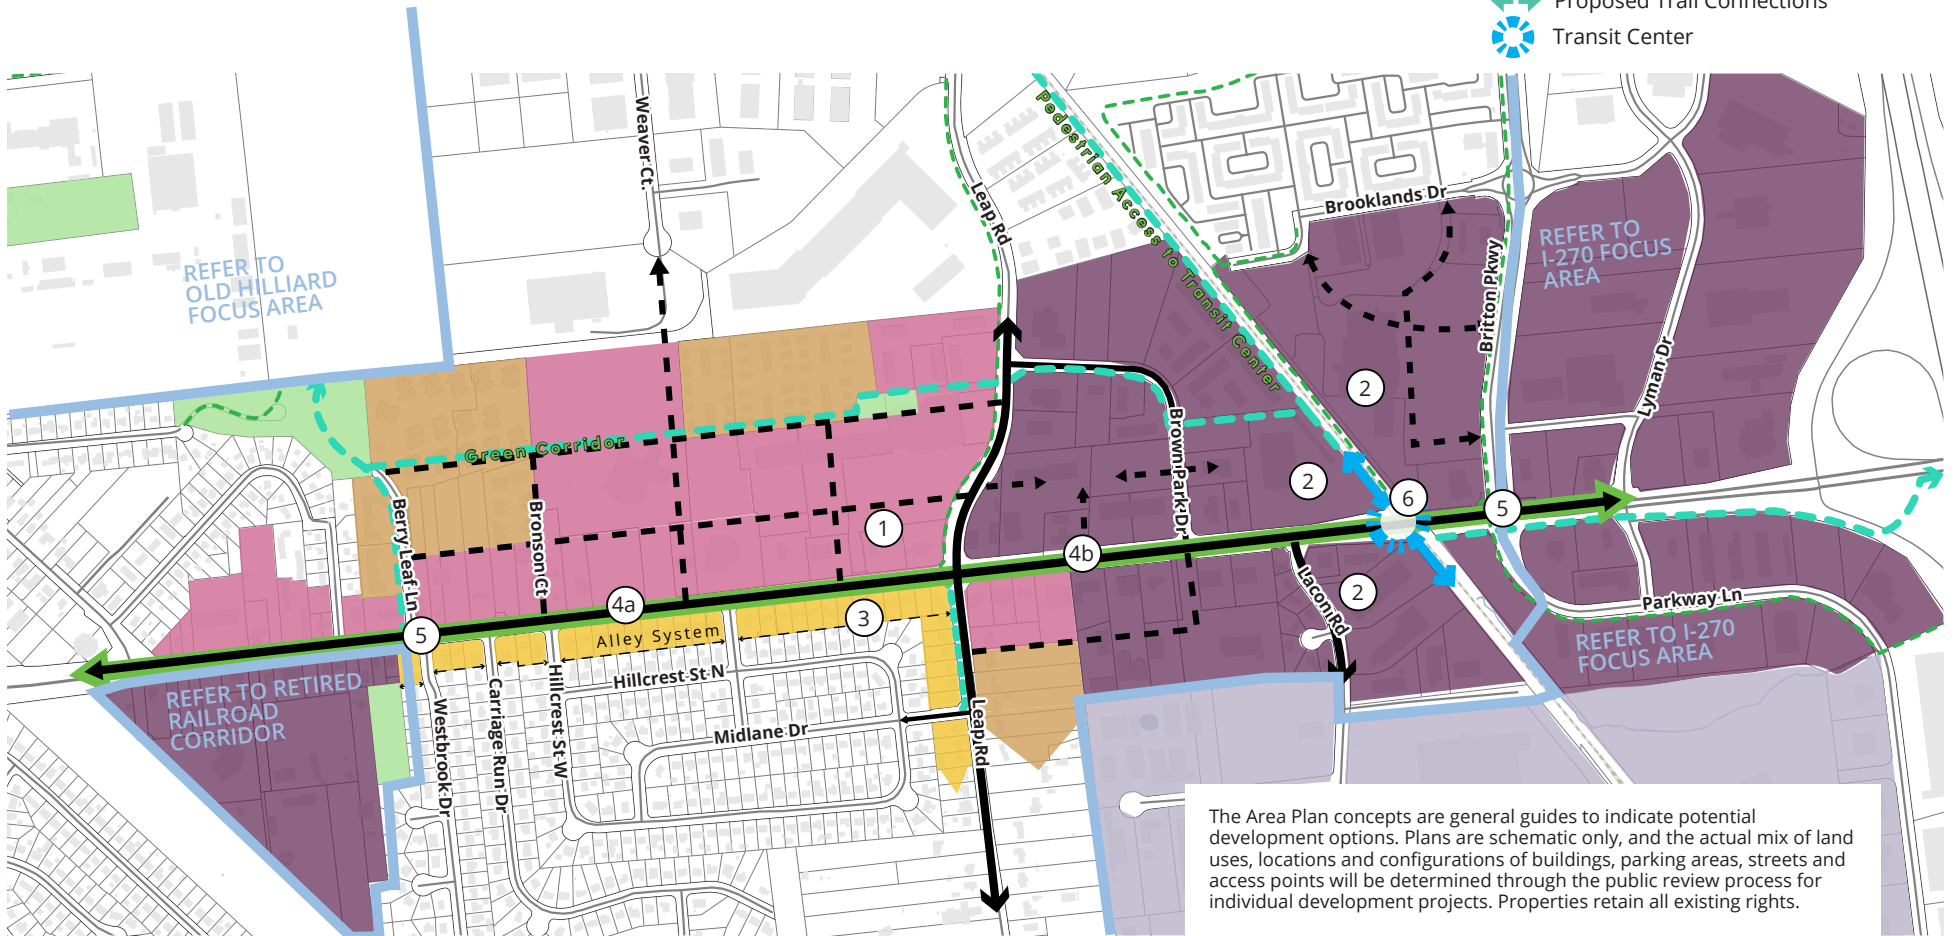 Proposed Trail Connections
Transit Center
Weaver Ct.
Leap Rd
Pedestrian Access to Transit Center
Brooklands Dr
Britton Pkwy
REFER TO
I-270 FOCUS
AREA
REFER TO
OLD HILLIARD
FOCUS AREA
Lyman Dr
2
Green Corridor
Brown Park Dr
2
6
5
Berry Leaf Ln
Bronson Ct
1
4b
4a
3
2
Lacon Rd
Parkway Ln
5
Alley System
REFER TO I-270
FOCUS AREA
Hillcrest St N
REFER TO RETIRED
RAILROAD
CORRIDOR
Westbrook Dr
Carriage Run Dr
Hillcrest St W
Midlane Dr
Leap Rd
The Area Plan concepts are general guides to indicate potential
development options. Plans are schematic only, and the actual mix of land
uses, locations and configurations of buildings, parking areas, streets and
access points will be determined through the public review process for
individual development projects. Properties retain all existing rights.